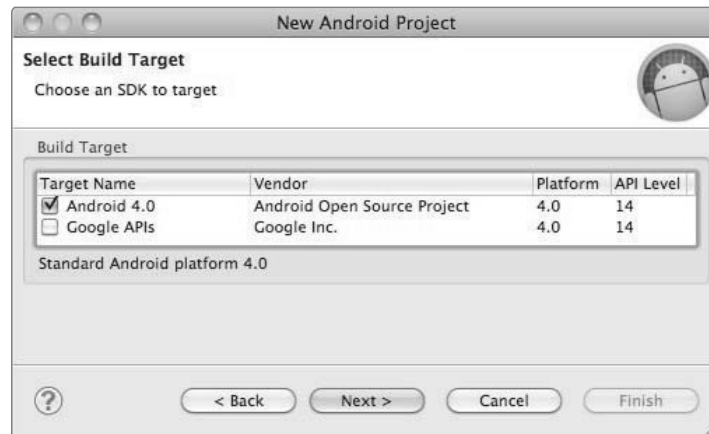 New Android Project
Select Build Target
Choose an SDK to target
Build Target
Target Name Vendor Platform API Level
Android 4.0 Android Open Source Project 4.0 14
Google APIs Google Inc. 4.0 14
Standard Android platform 4.0
? < Back Next > Cancel Finish